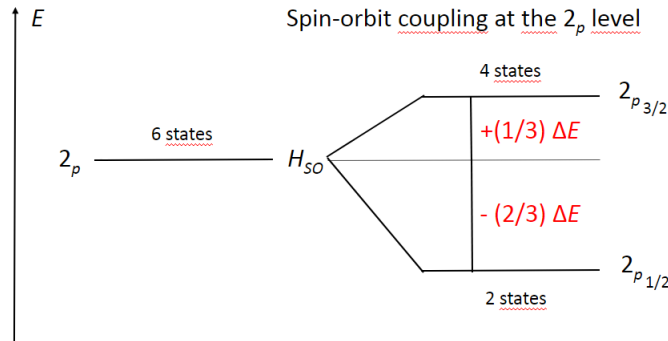 E
Spin-orbit coupling at the 2p level
4 states
2p 3/2
+(1/3) ΔE
6 states
2p
HSO
- (2/3) ΔE
2p 1/2
2 states